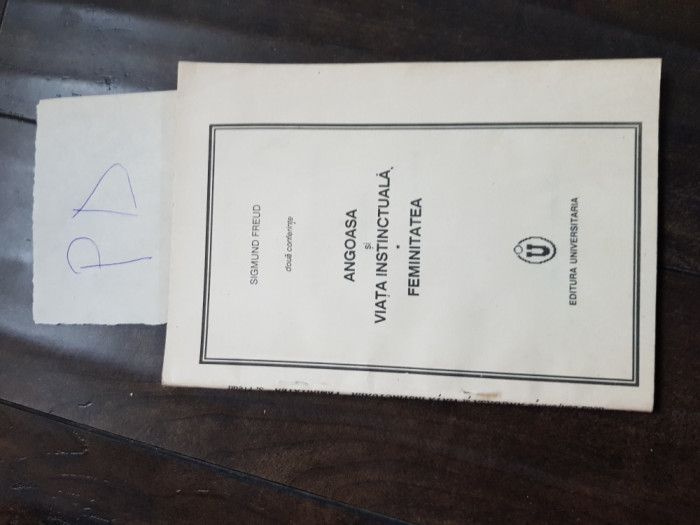 PD
SIGMUND FREUD
două conferințe
ANGOASA
și
VIAȚA INSTINCTUALĂ.
•
FEMINITATEA
U
EDITURA UNIVERSITARIA